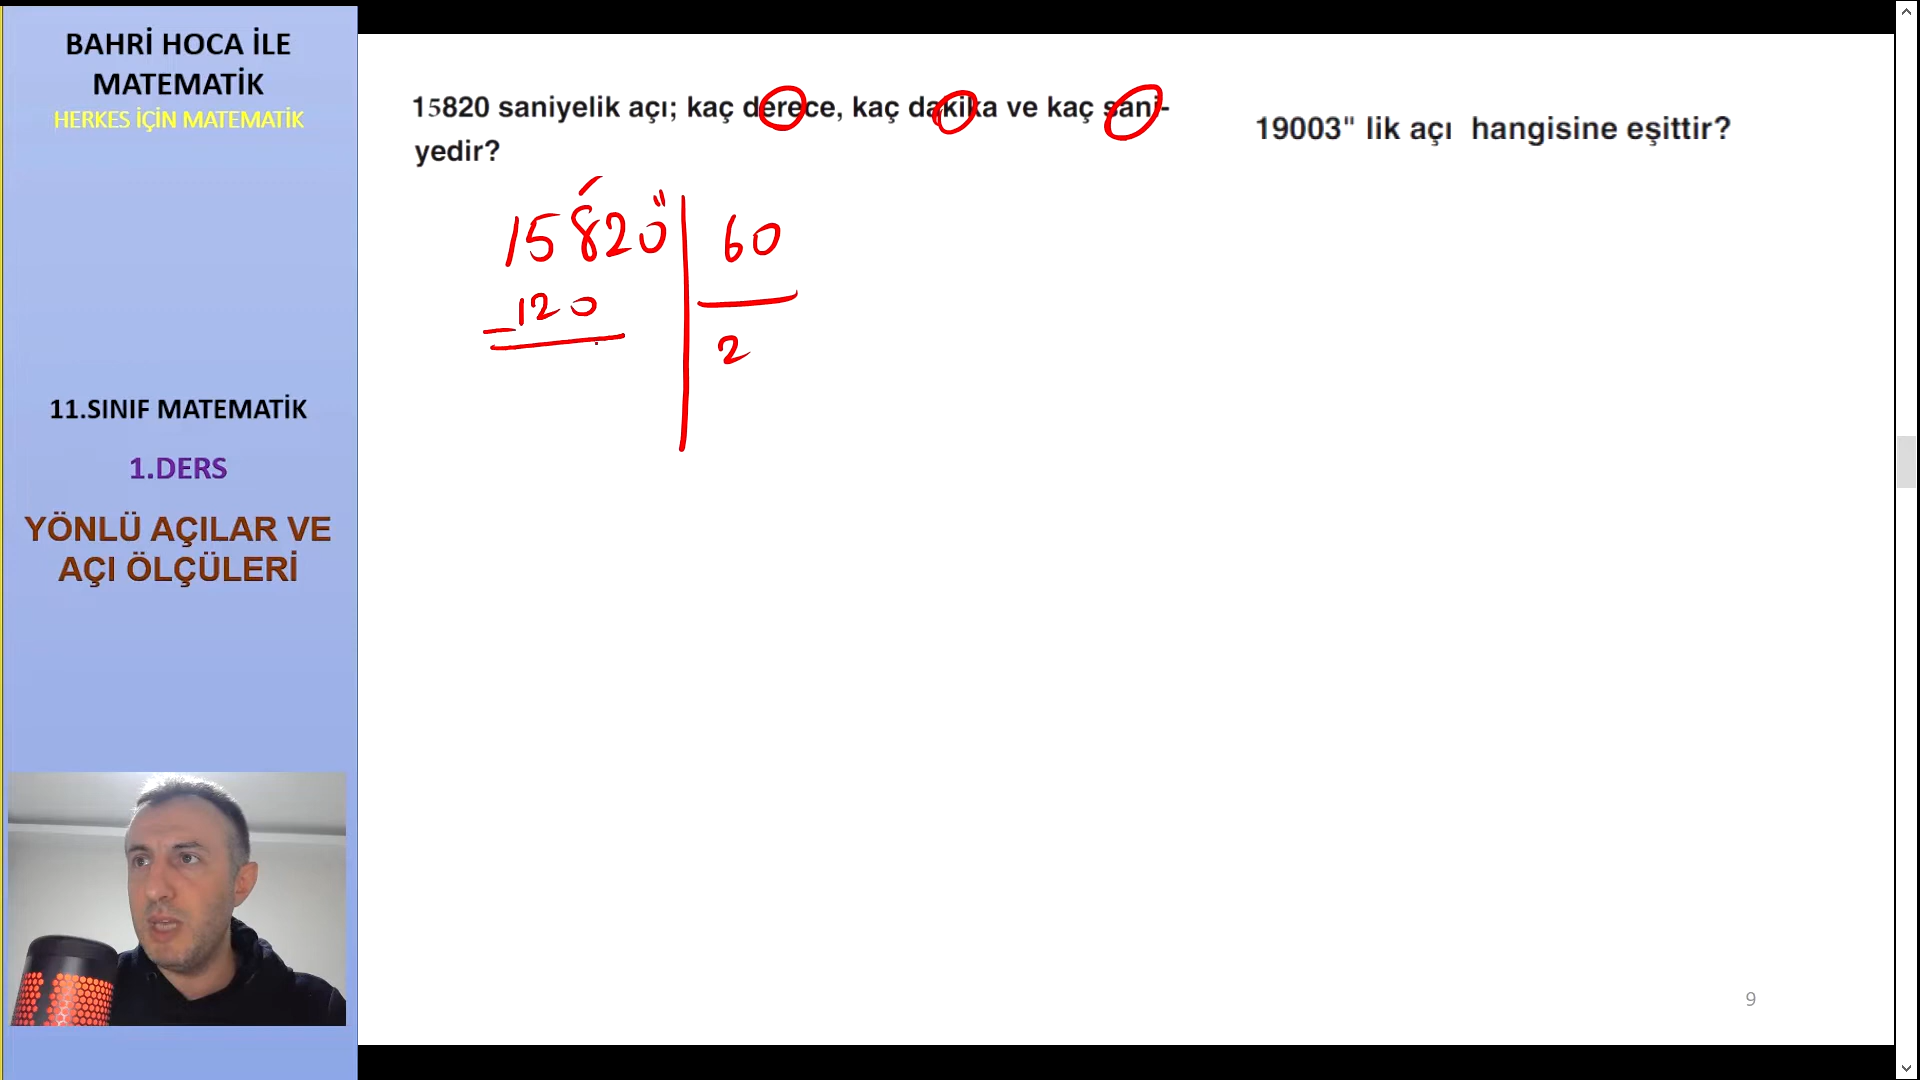 BAHRİ HOCA İLE
MATEMATİK
HERKES İÇİN MATEMATİK
11.SINIF MATEMATİK
1.DERS
YÖNLÜ AÇILAR VE
AÇI ÖLÇÜLERİ
15820 saniyelik açı; kaç derece, kaç dakika ve kaç sani-
yedir?
15820" 60
-120
2
19003" lik açı hangisine eşittir?
9